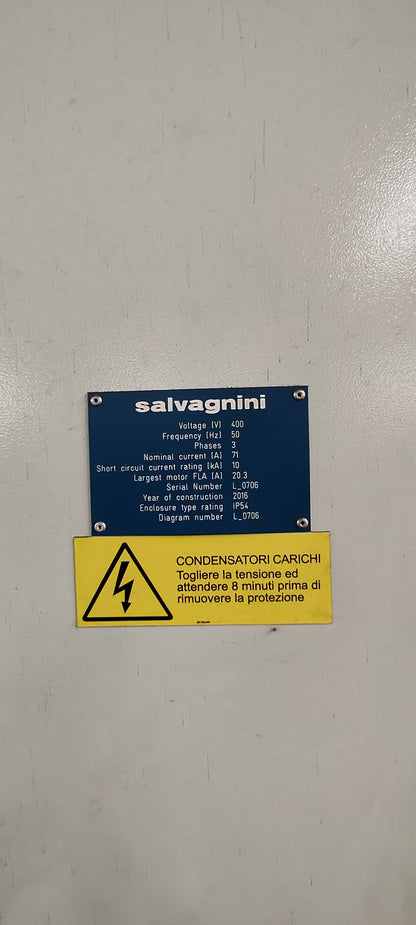 salvagnini
Voltage [V] 400
Frequency [Hz] 50
Phases 3
Nominal current [A] 71
Short circuit current rating [kA] 10
Largest motor FLA [A] 20.3
Serial Number L_0706
Year of construction 2016
Enclosure type rating IP54
Diagram number L_0706
CONDENSATORI CARICHI
Togliere la tensione ed
attendere 8 minuti prima di
rimuovere la protezione